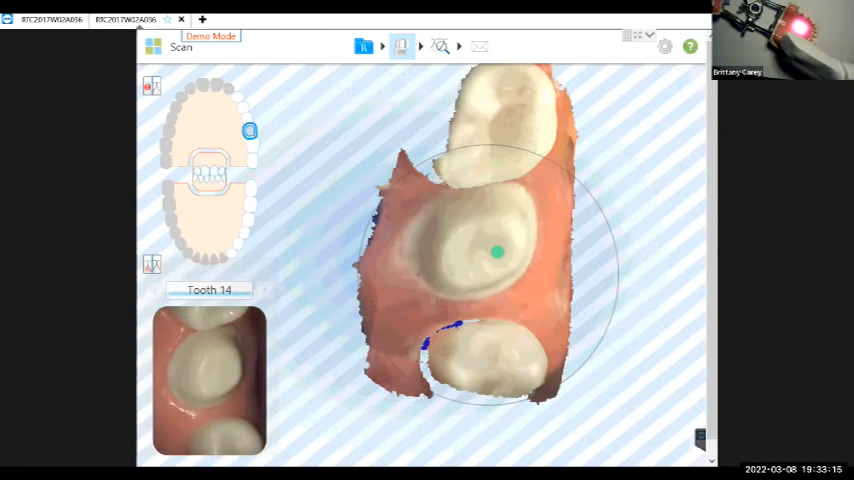 RTC2017W02A036
RTC2017W02A036
Demo Mode
Scan
Brittany Carey
Tooth 14
2022-03-08 19:33:15